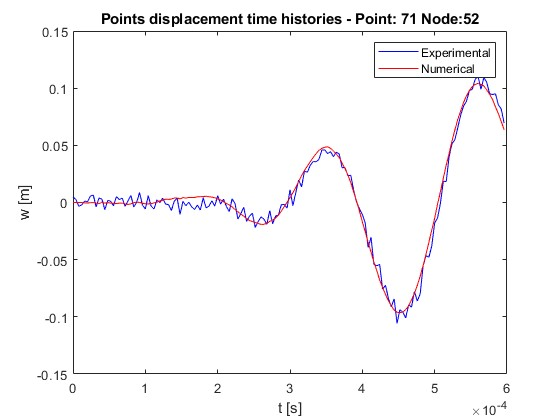 Points displacement time histories - Point: 71 Node:52
Experimental
Numerical
w [m]
0.15
0.1
0.05
0
-0.05
-0.1
-0.15
0 1 2 3 4 5 6
t [s]
×10-4